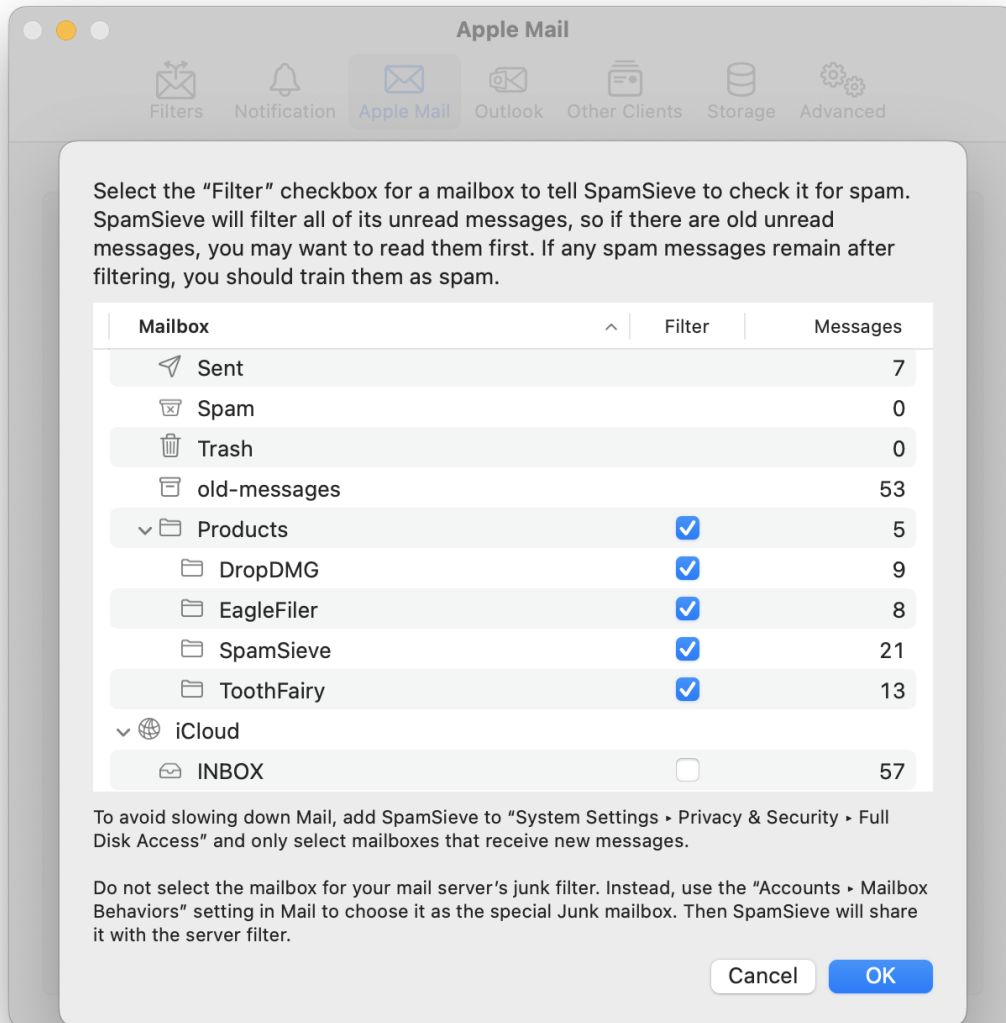 Apple Mail
Filters Notification Apple Mail Outlook Other Clients Storage Advanced
Select the “Filter” checkbox for a mailbox to tell SpamSieve to check it for spam.
SpamSieve will filter all of its unread messages, so if there are old unread
messages, you may want to read them first. If any spam messages remain after
filtering, you should train them as spam.
Mailbox Filter Messages
Sent 7
Spam 0
Trash 0
old-messages 53
Products 5
DropDMG 9
EagleFiler 8
SpamSieve 21
ToothFairy 13
iCloud
INBOX 57
To avoid slowing down Mail, add SpamSieve to “System Settings ▸ Privacy & Security ▸ Full
Disk Access” and only select mailboxes that receive new messages.
Do not select the mailbox for your mail server’s junk filter. Instead, use the “Accounts ▸ Mailbox
Behaviors” setting in Mail to choose it as the special Junk mailbox. Then SpamSieve will share
it with the server filter.
Cancel OK